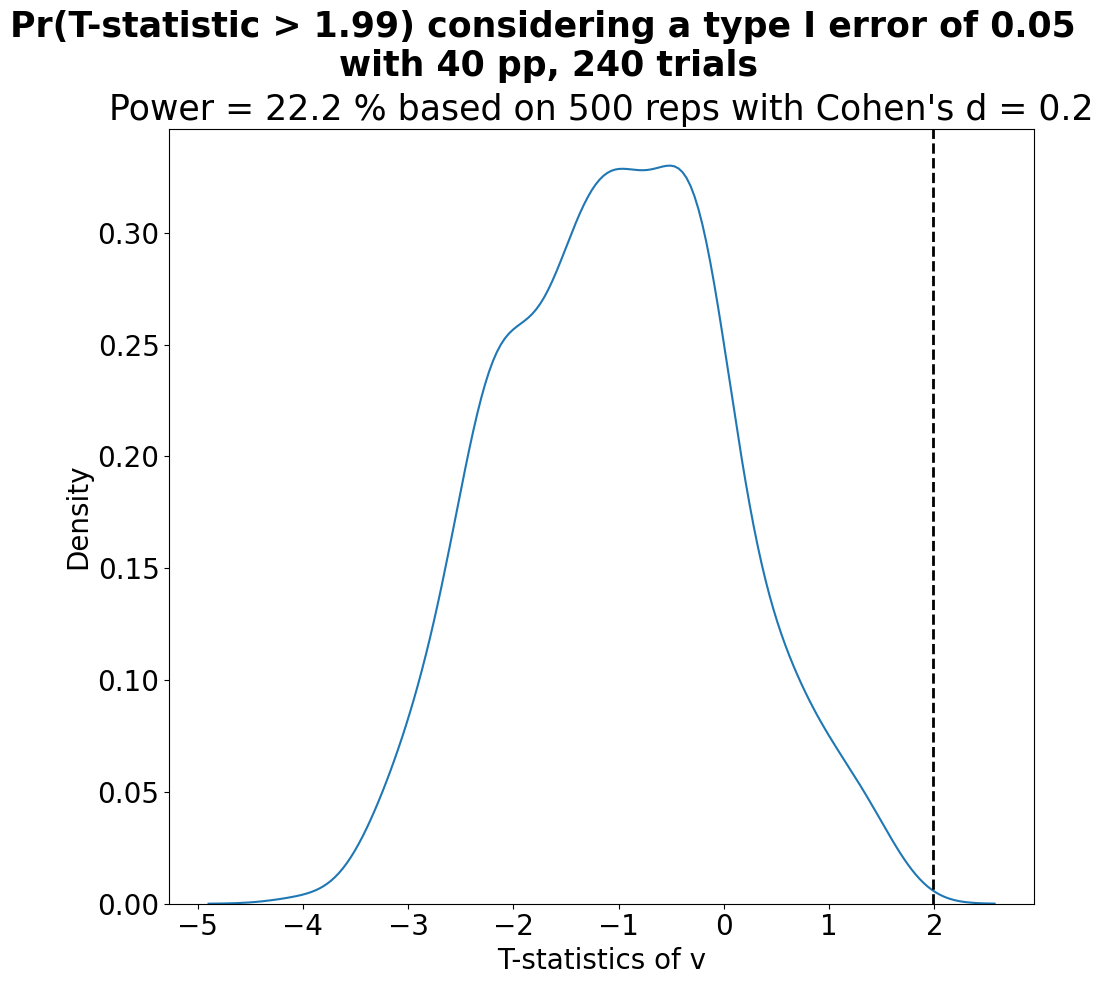 Pr(T-statistic > 1.99) considering a type I error of 0.05
with 40 pp, 240 trials
Power = 22.2 % based on 500 reps with Cohen's d = 0.2
0.30
0.25
0.20
0.15
0.10
0.05
0.00
Density
−5 −4 −3 −2 −1 0 1 2
T-statistics of v